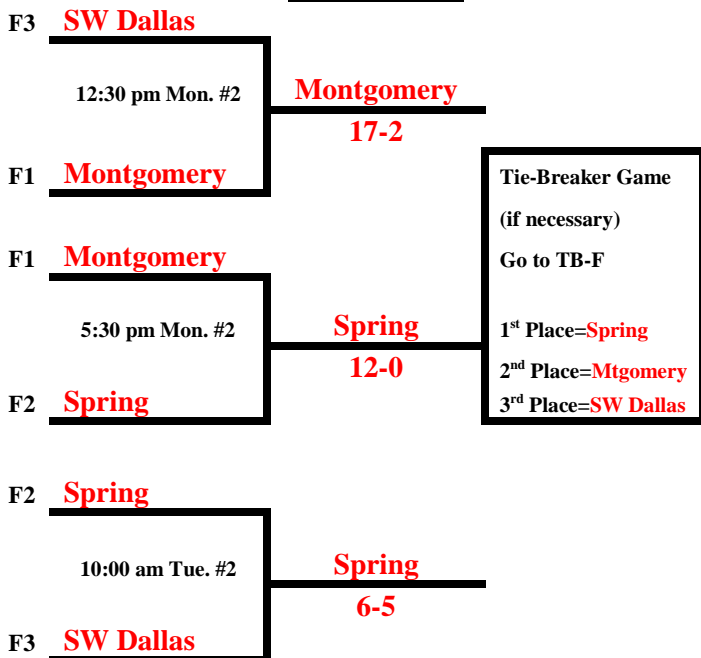 F3 SW Dallas
12:30 pm Mon. #2
Montgomery
17-2
F1 Montgomery
F1 Montgomery
5:30 pm Mon. #2
Spring
12-0
F2 Spring
Tie-Breaker Game
(if necessary)
Go to TB-F
1st Place=Spring
2nd Place=Mtgomery
3rd Place=SW Dallas
F2 Spring
10:00 am Tue. #2
Spring
6-5
F3 SW Dallas